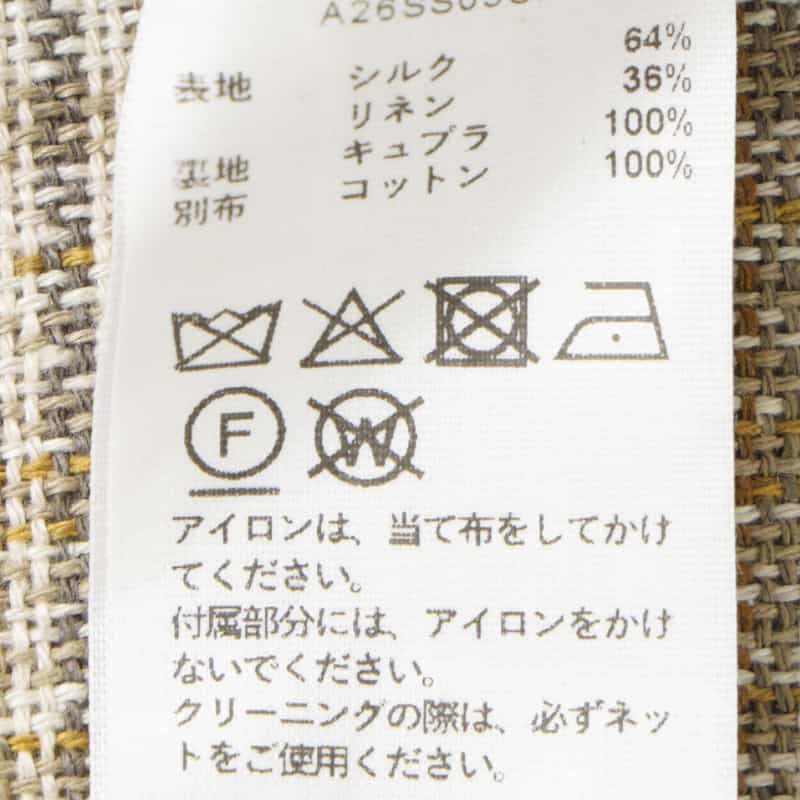 表地 シルク 64%
リネン 36%
裏地 キュプラ 100%
別布 コットン 100%
F
W
アイロンは、当て布をしてかけ
てください。
付属部分には、アイロンをかけ
ないでください。
クリーニングの際は、必ずネッ
トをご使用ください。